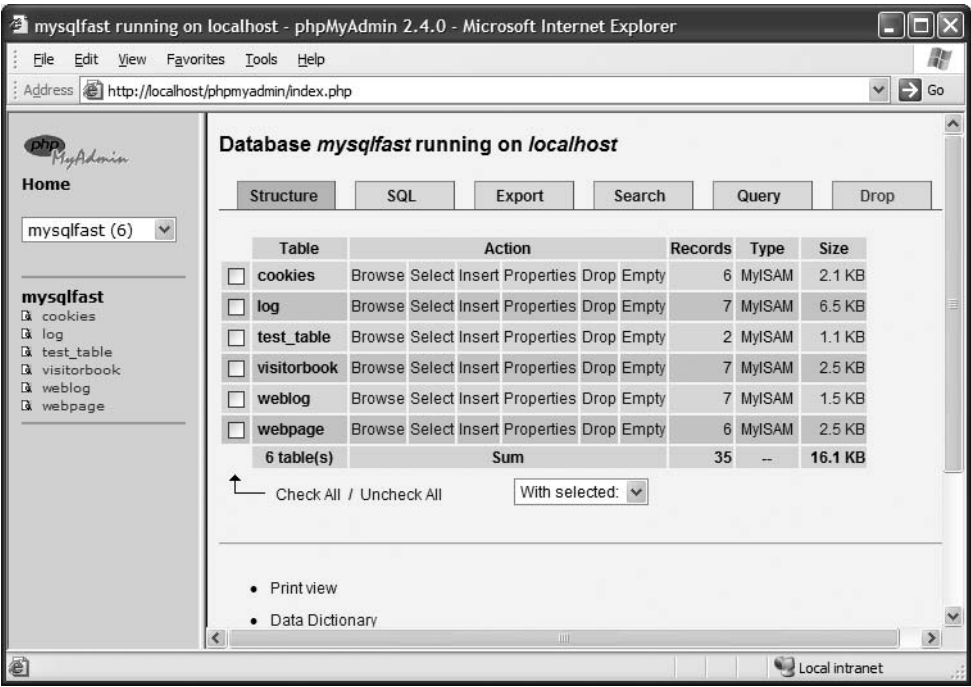 mysqlfast running on localhost - phpMyAdmin 2.4.0 - Microsoft Internet Explorer
File Edit View Favorites Tools Help
Address http://localhost/phpmyadmin/index.php Go
php
MyAdmin
Home
mysqlfast (6)
mysqlfast
cookies
log
test_table
visitorbook
weblog
webpage
Database mysqlfast running on localhost
Structure SQL Export Search Query Drop
Table Action Records Type Size
cookies Browse Select Insert Properties Drop Empty 6 MyISAM 2.1 KB
log Browse Select Insert Properties Drop Empty 7 MyISAM 6.5 KB
test_table Browse Select Insert Properties Drop Empty 2 MyISAM 1.1 KB
visitorbook Browse Select Insert Properties Drop Empty 7 MyISAM 2.5 KB
weblog Browse Select Insert Properties Drop Empty 7 MyISAM 1.5 KB
webpage Browse Select Insert Properties Drop Empty 6 MyISAM 2.5 KB
6 table(s) Sum 35 -- 16.1 KB
Check All / Uncheck All With selected:
• Print view
• Data Dictionary
Local intranet